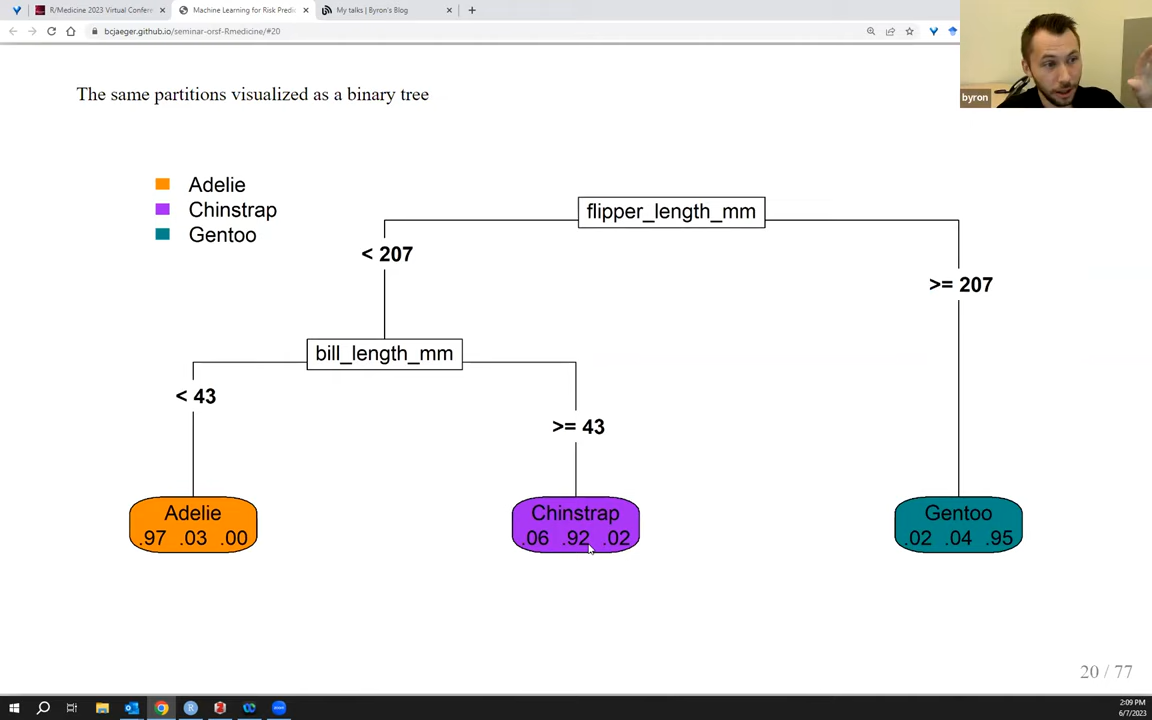 R/Medicine 2023 Virtual Confere
Machine Learning for Risk Predi
My talks | Byron's Blog
bcjaeger.github.io/seminar-orsf-Rmedicine/#20
byron
The same partitions visualized as a binary tree
Adelie
Chinstrap
Gentoo
flipper_length_mm
< 207
>= 207
bill_length_mm
< 43
>= 43
Adelie
.97 .03 .00
Chinstrap
.06 .92 .02
Gentoo
.02 .04 .95
20 / 77
2:09 PM
6/7/2023